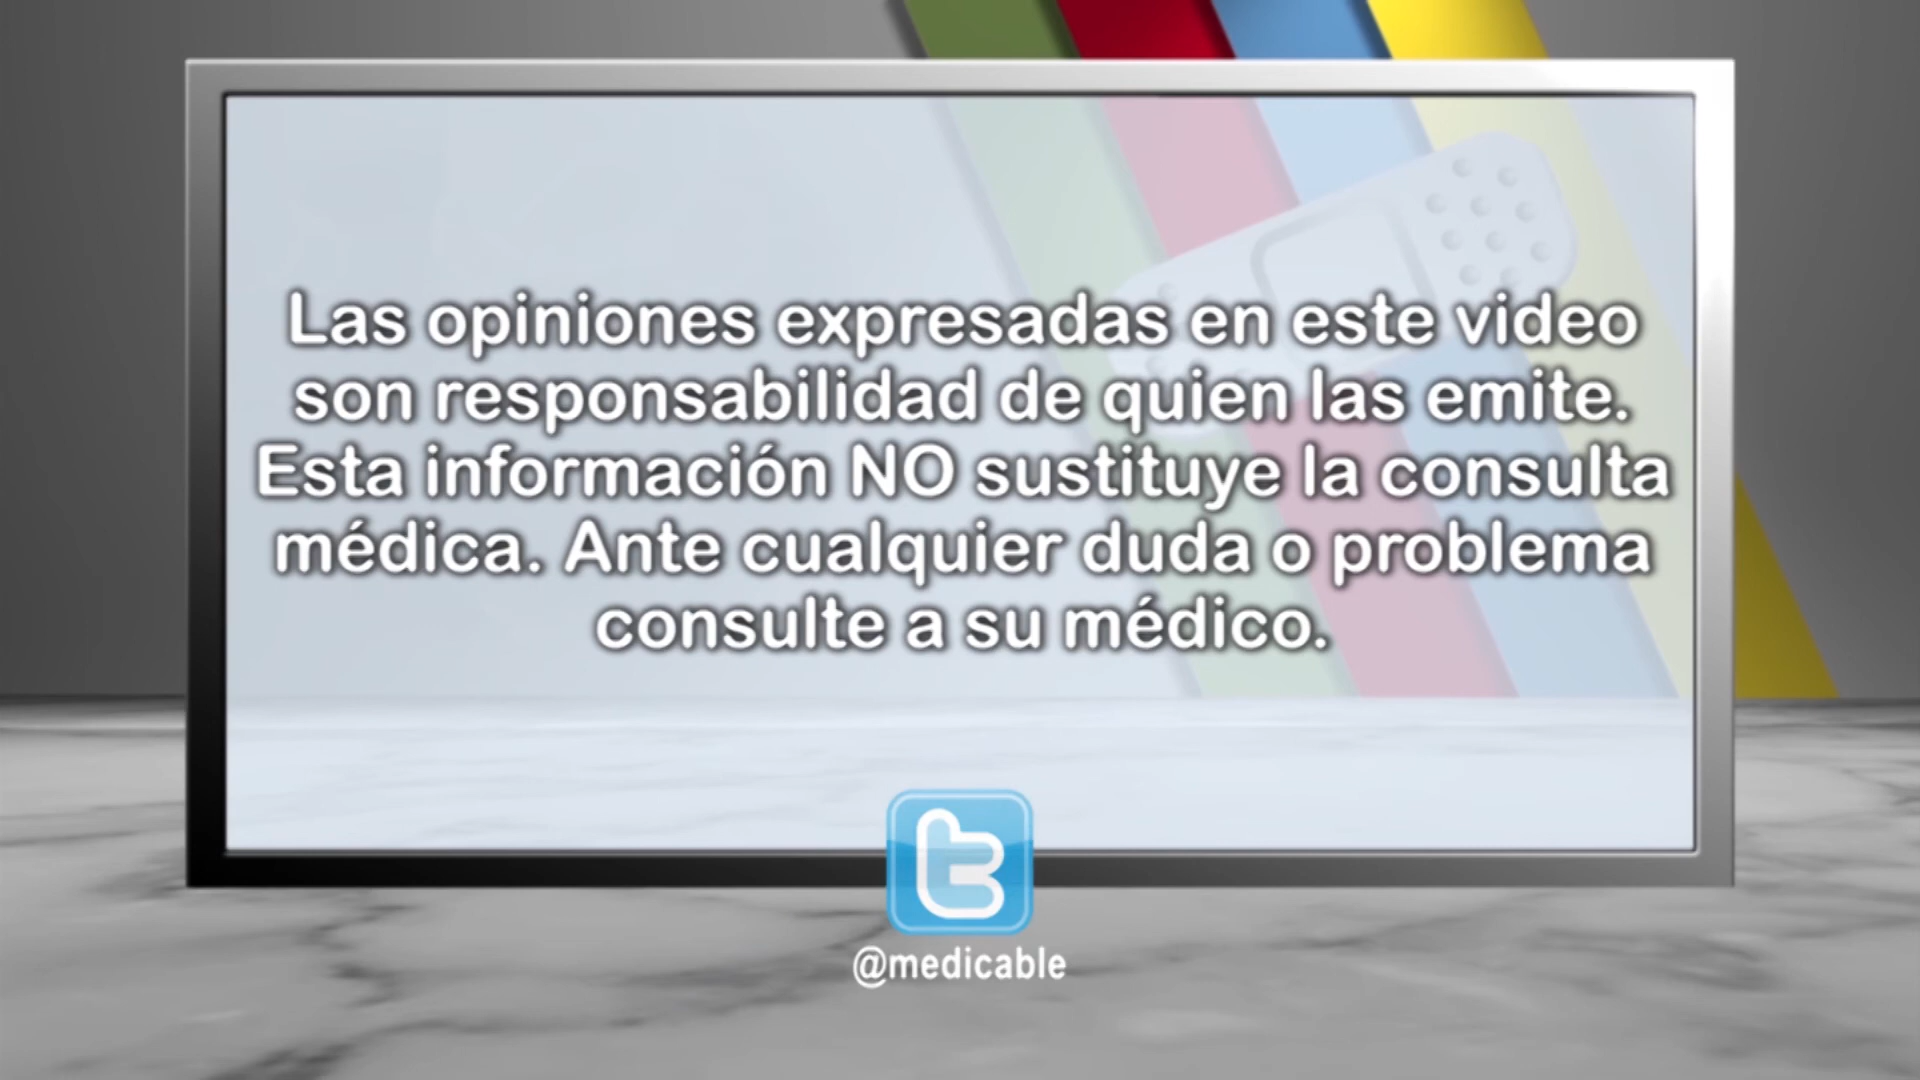 Las opiniones expresadas en este video
son responsabilidad de quien las emite.
Esta información NO sustituye la consulta
médica. Ante cualquier duda o problema
consulte a su médico.
@medicable